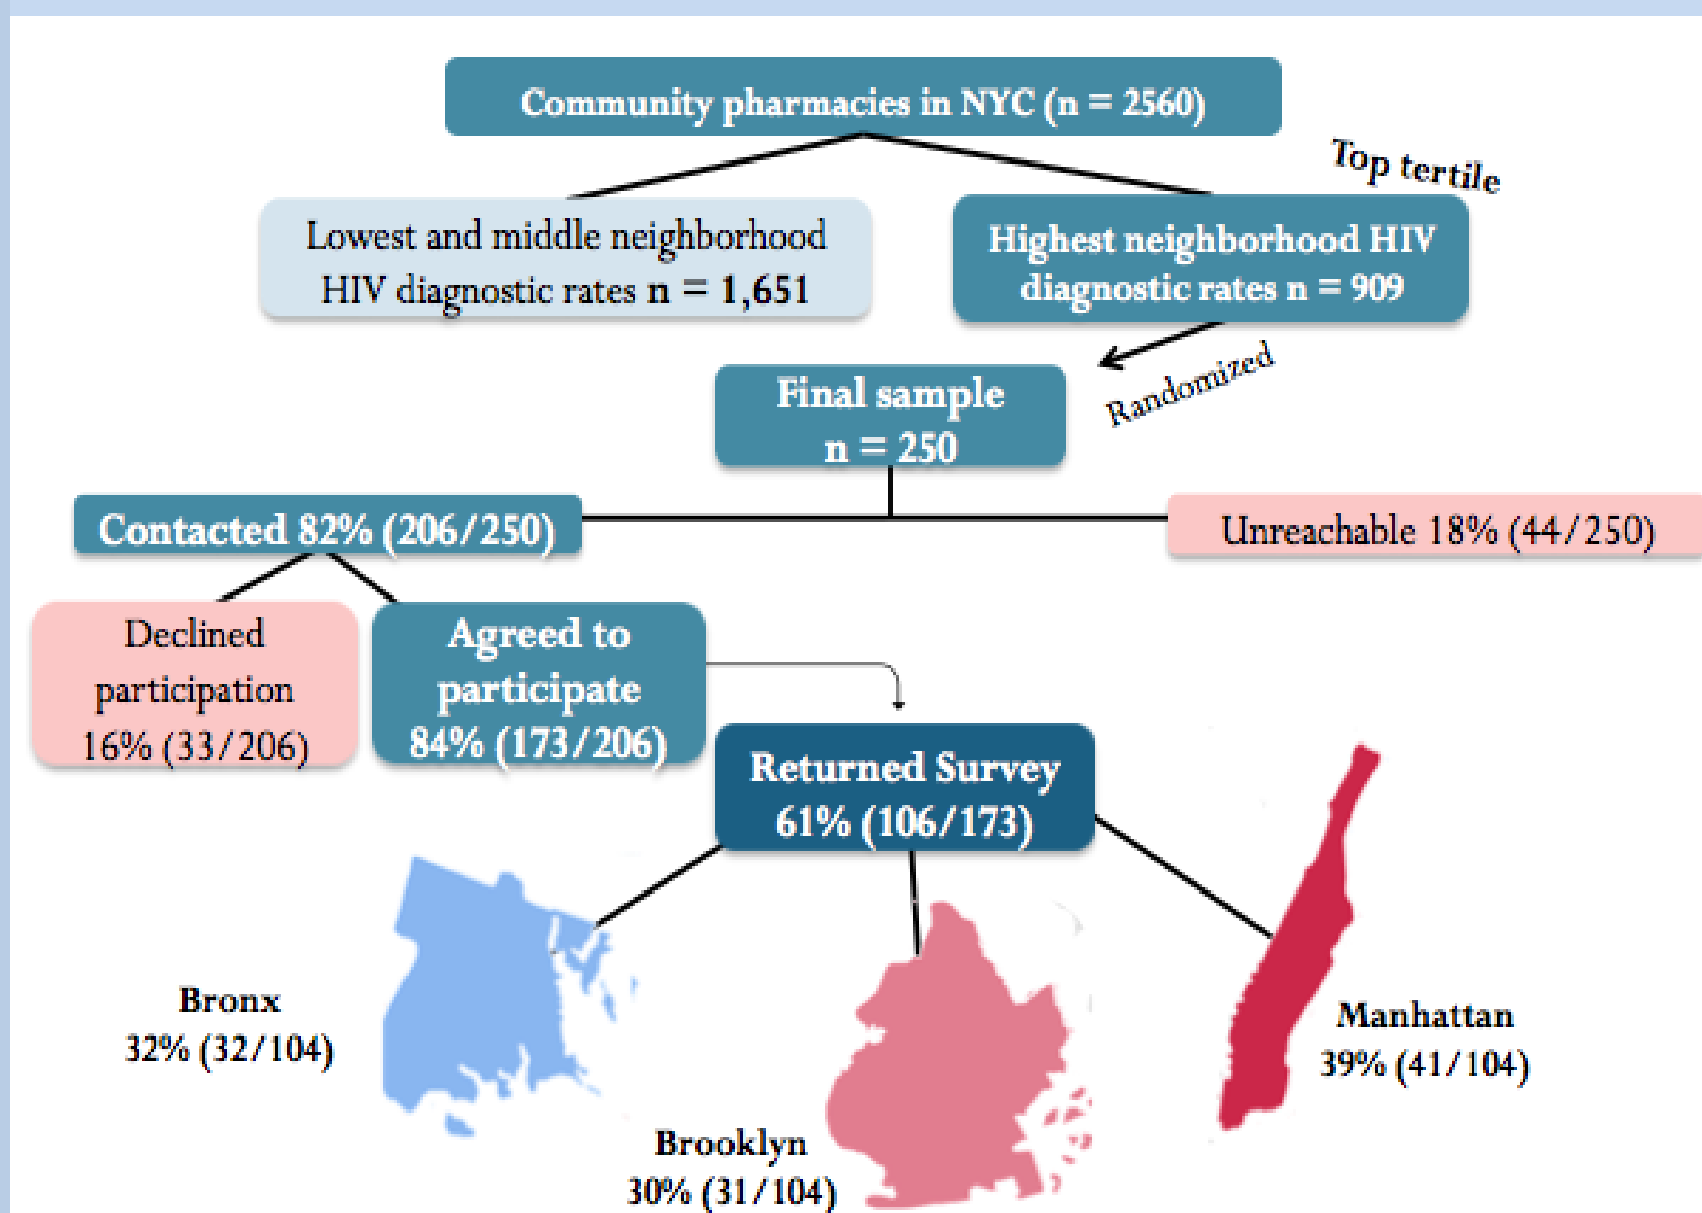 Community pharmacies in NYC (n = 2560)
Top tertile
Lowest and middle neighborhood
HIV diagnostic rates n = 1,651
Highest neighborhood HIV
diagnostic rates n = 909
Randomized
Final sample
n = 250
Contacted 82% (206/250)
Unreachable 18% (44/250)
Declined
participation
16% (33/206)
Agreed to
participate
84% (173/206)
Returned Survey
61% (106/173)
Bronx
32% (32/104)
Brooklyn
30% (31/104)
Manhattan
39% (41/104)